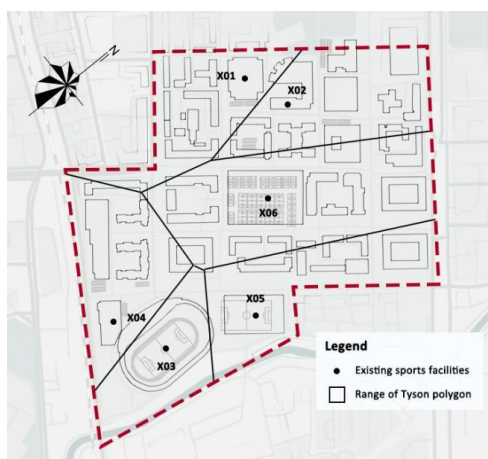 N
X01
X02
X06
X04
X05
X03
Legend
Existing sports facilities
Range of Tyson polygon